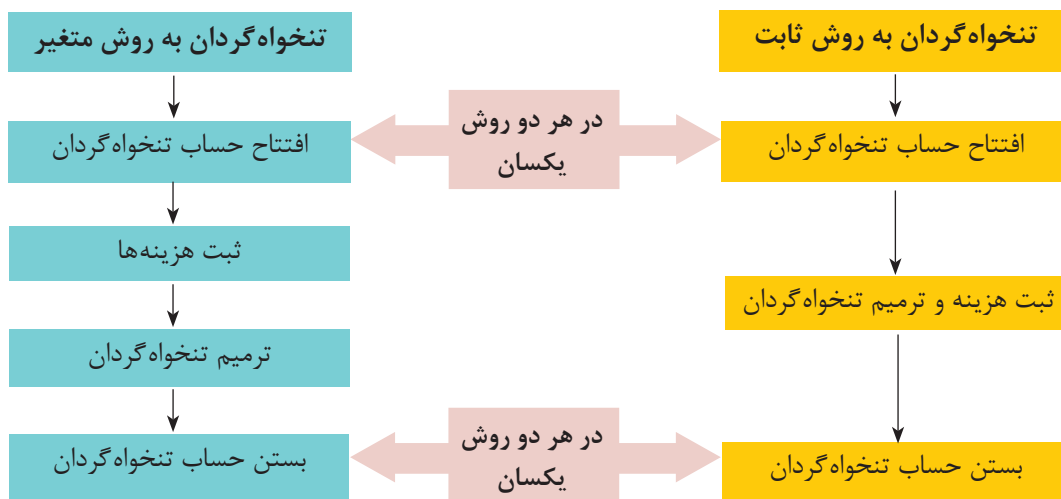 تنخواه‌گردان به روش ثابت
افتتاح حساب تنخواه‌گردان
ثبت هزینه و ترمیم تنخواه‌گردان
بستن حساب تنخواه‌گردان
در هر دو روش
یکسان
در هر دو روش
یکسان
تنخواه‌گردان به روش متغیر
افتتاح حساب تنخواه‌گردان
ثبت هزینه‌ها
ترمیم تنخواه‌گردان
بستن حساب تنخواه‌گردان